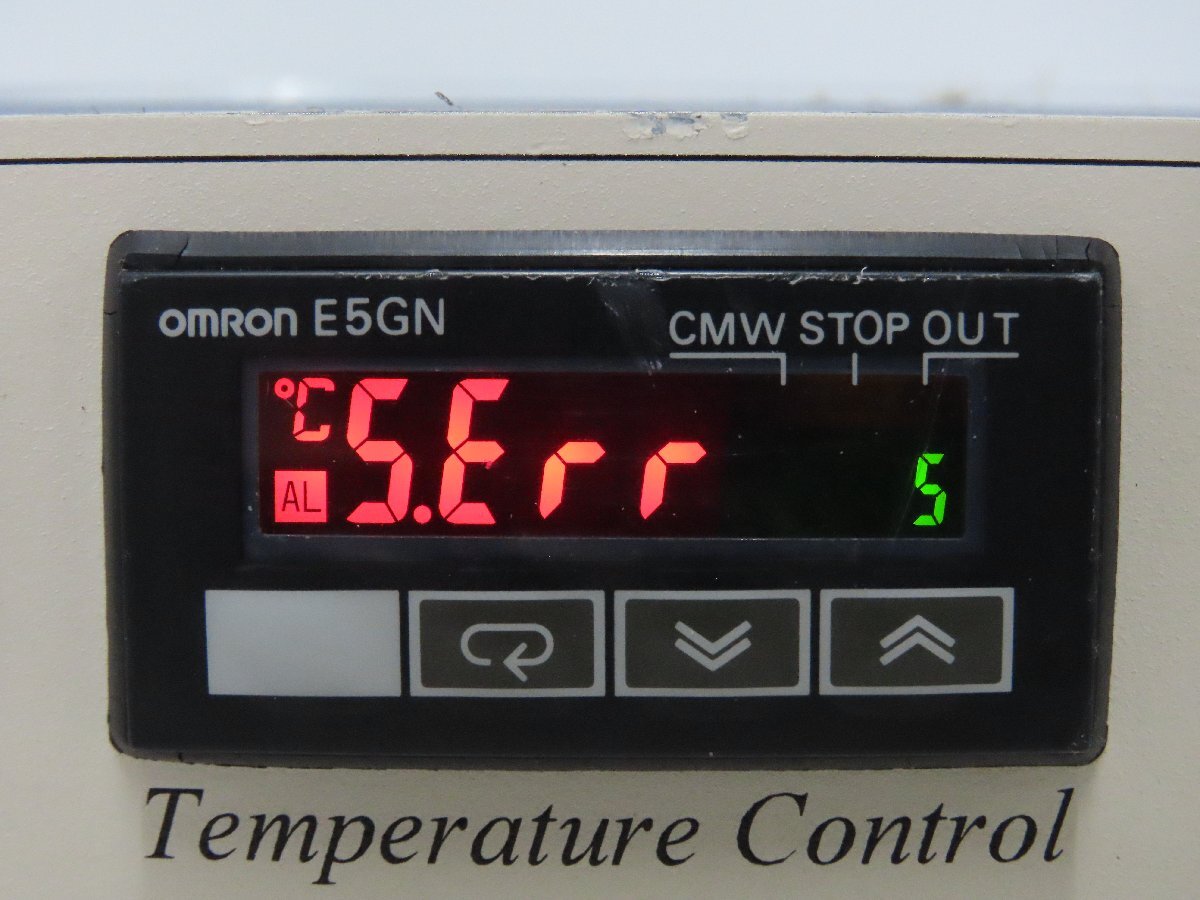 OMRON E5GN
CMW STOP OUT
°C
S.Err
AL
5
Temperature Control